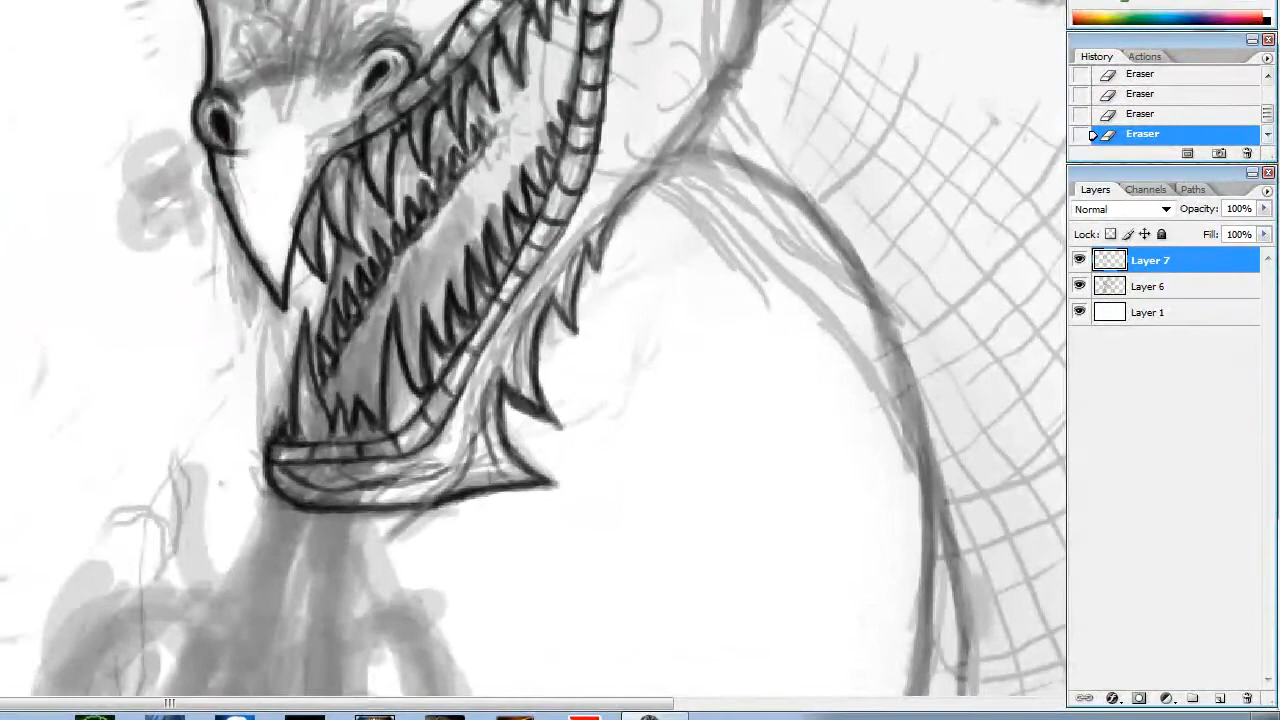 History Actions
Eraser
Eraser
Eraser
Eraser
Layers Channels Paths
Normal Opacity: 100%
Lock: Fill: 100%
Layer 7
Layer 6
Layer 1